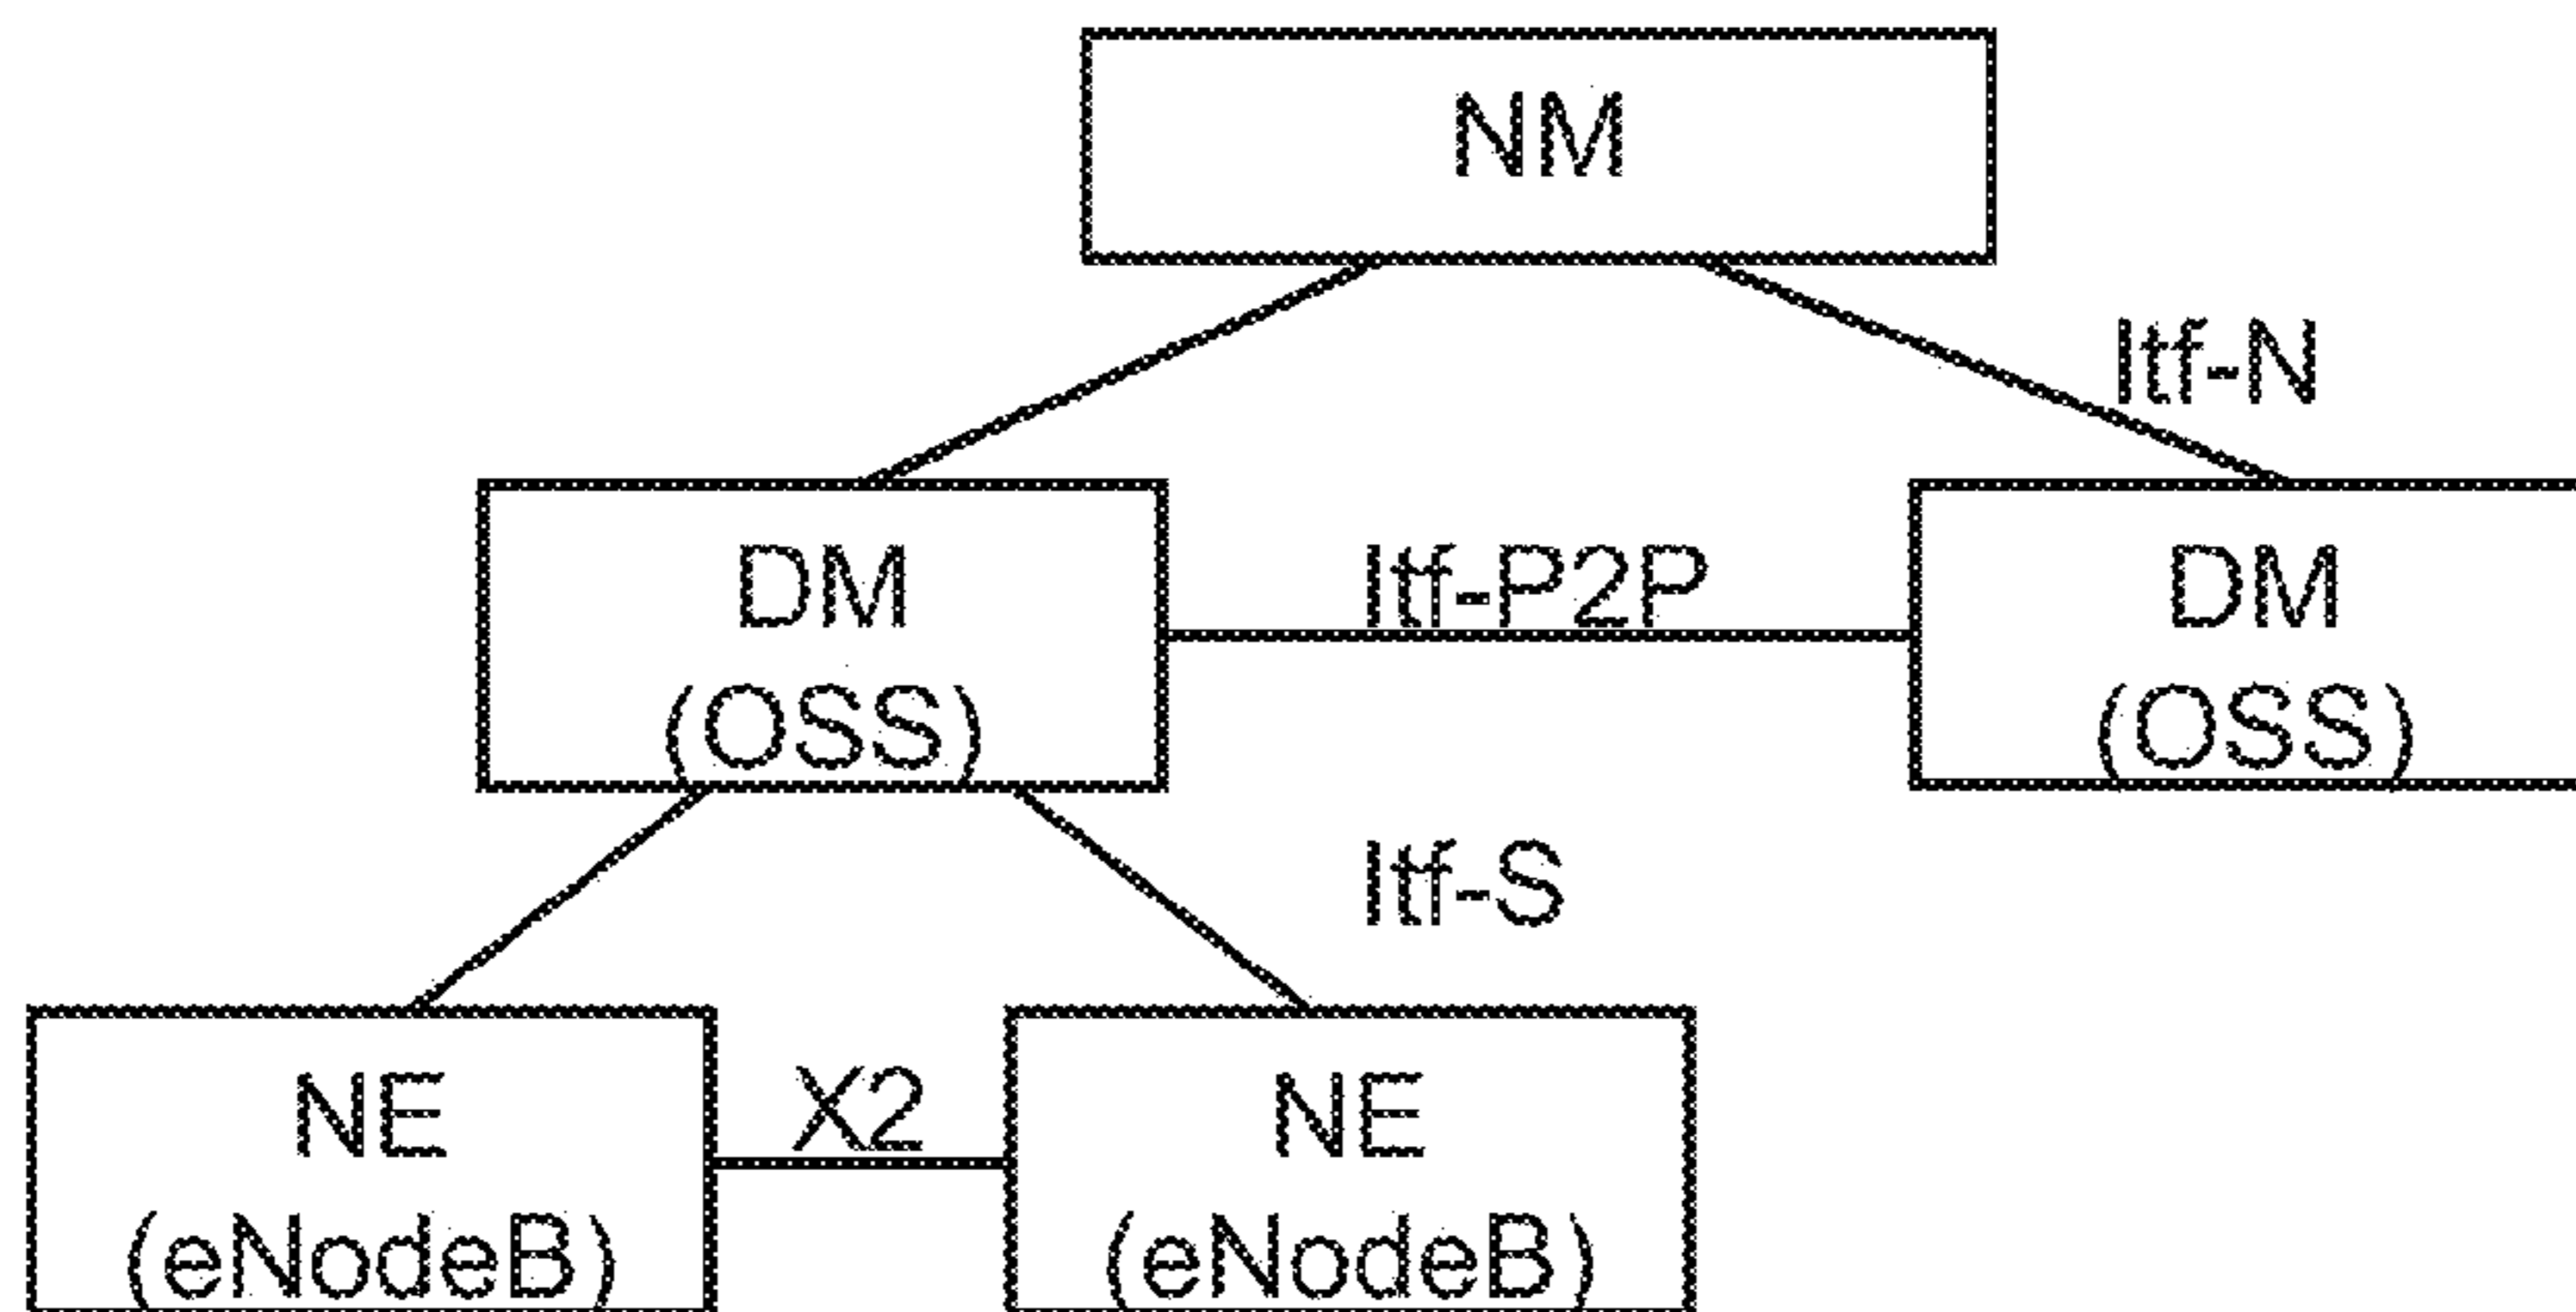 NM
Itf-N
DM
(OSS)
Itf-P2P
DM
(OSS)
Itf-S
NE
(eNodeB)
X2
NE
(eNodeB)